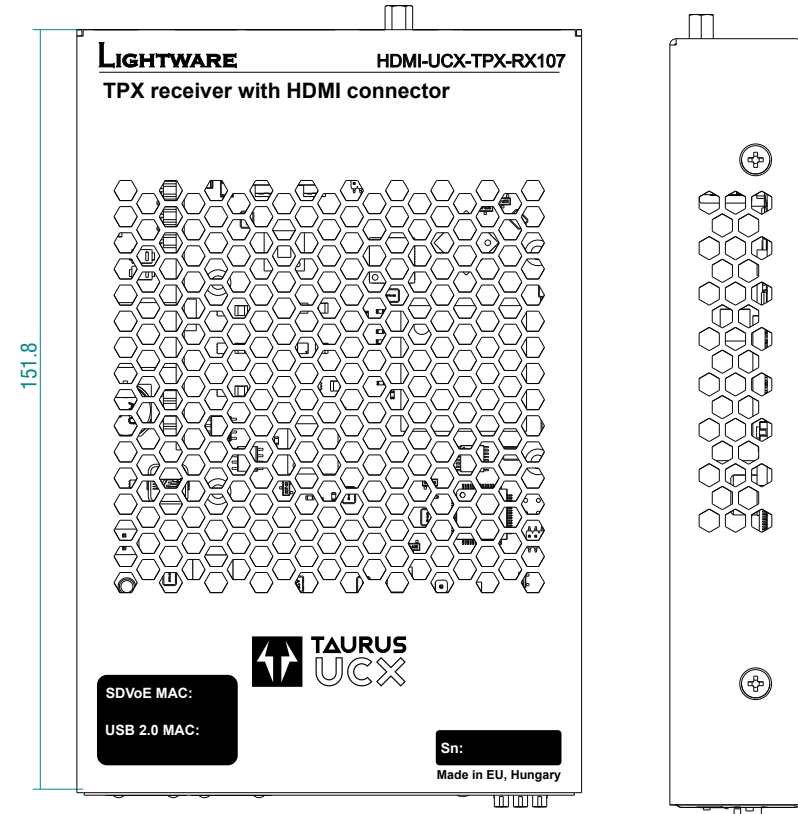 LIGHTWARE HDMI-UCX-TPX-RX107
TPX receiver with HDMI connector
151.8
TAURUS
UCX
SDVoE MAC:
USB 2.0 MAC:
Sn:
Made in EU, Hungary